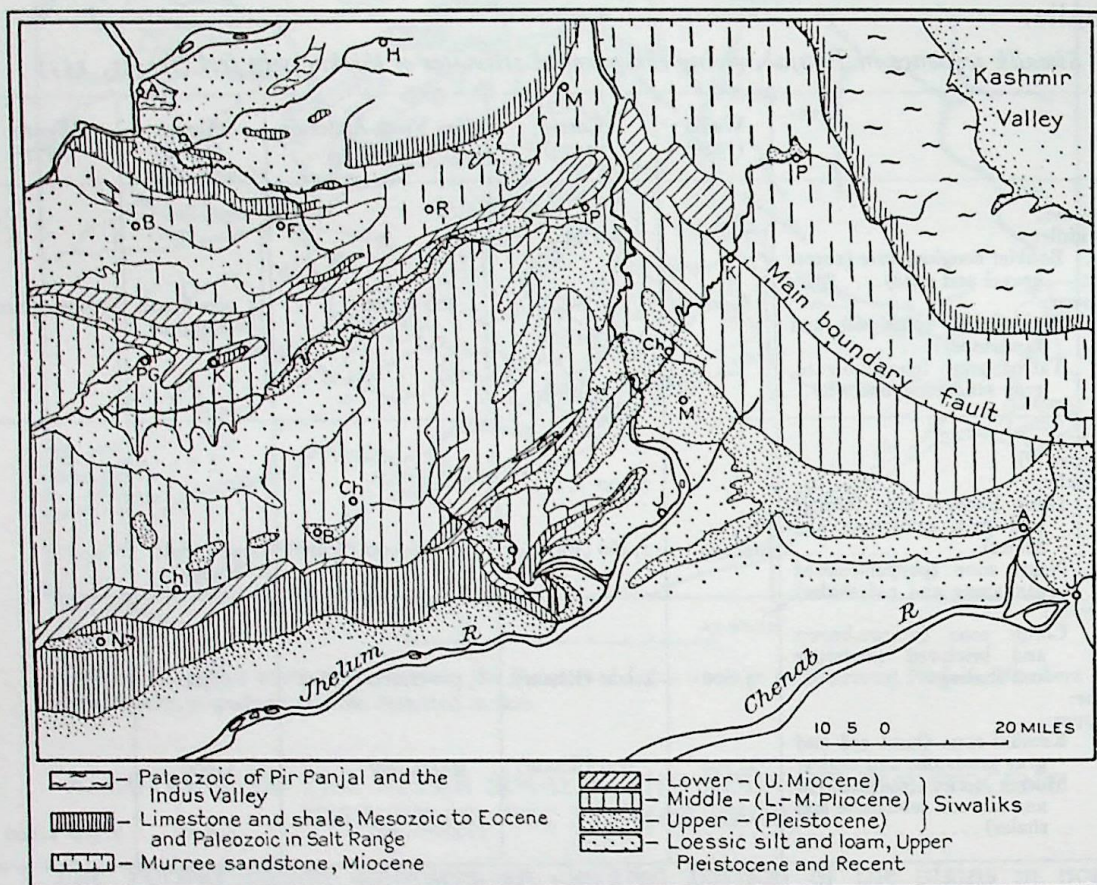 H
A
C
M
Kashmir
Valley
P
R
B
F
P
K
Main
boundary
fault
Ch
PG
K
M
Ch
B
J
A
Ch
N
Jhelum R
Chenab R
10 5 0 20 MILES
– Paleozoic of Pir Panjal and the
Indus Valley
– Limestone and shale, Mesozoic to Eocene
and Paleozoic in Salt Range
– Murree sandstone, Miocene
– Lower – (U. Miocene)
– Middle – (L.– M. Pliocene)
– Upper – (Pleistocene)
Siwaliks
– Loessic silt and loam, Upper
Pleistocene and Recent